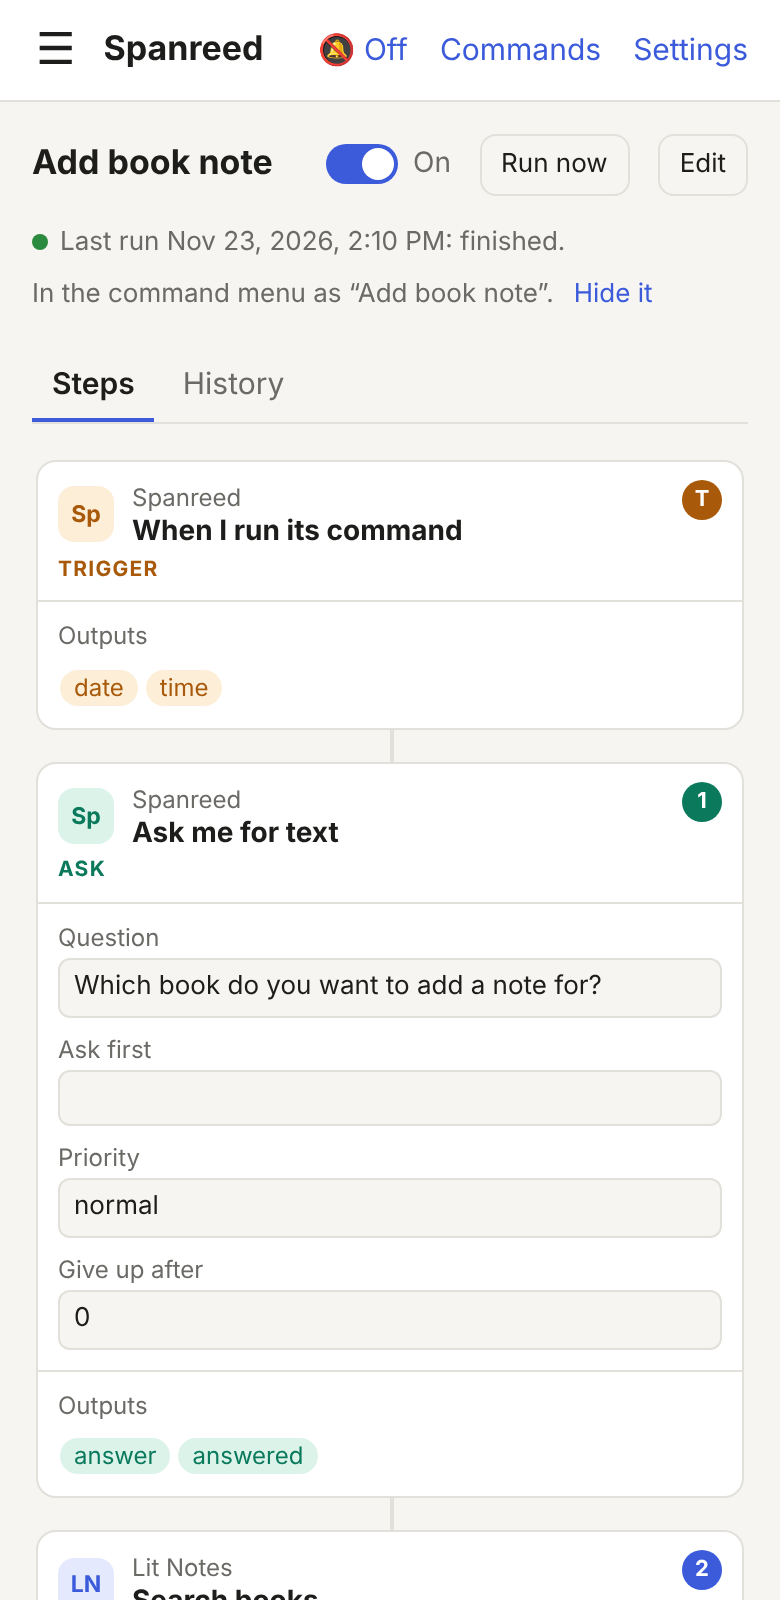 Spanreed
Off
Commands
Settings
Add book note
On
Run now
Edit
Last run Nov 23, 2026, 2:10 PM: finished.
In the command menu as “Add book note”. Hide it
Steps
History
Sp
Spanreed
When I run its command
T
TRIGGER
Outputs
date
time
Sp
Spanreed
Ask me for text
1
ASK
Question
Which book do you want to add a note for?
Ask first
Priority
normal
Give up after
0
Outputs
answer
answered
LN
Lit Notes
Search books
2